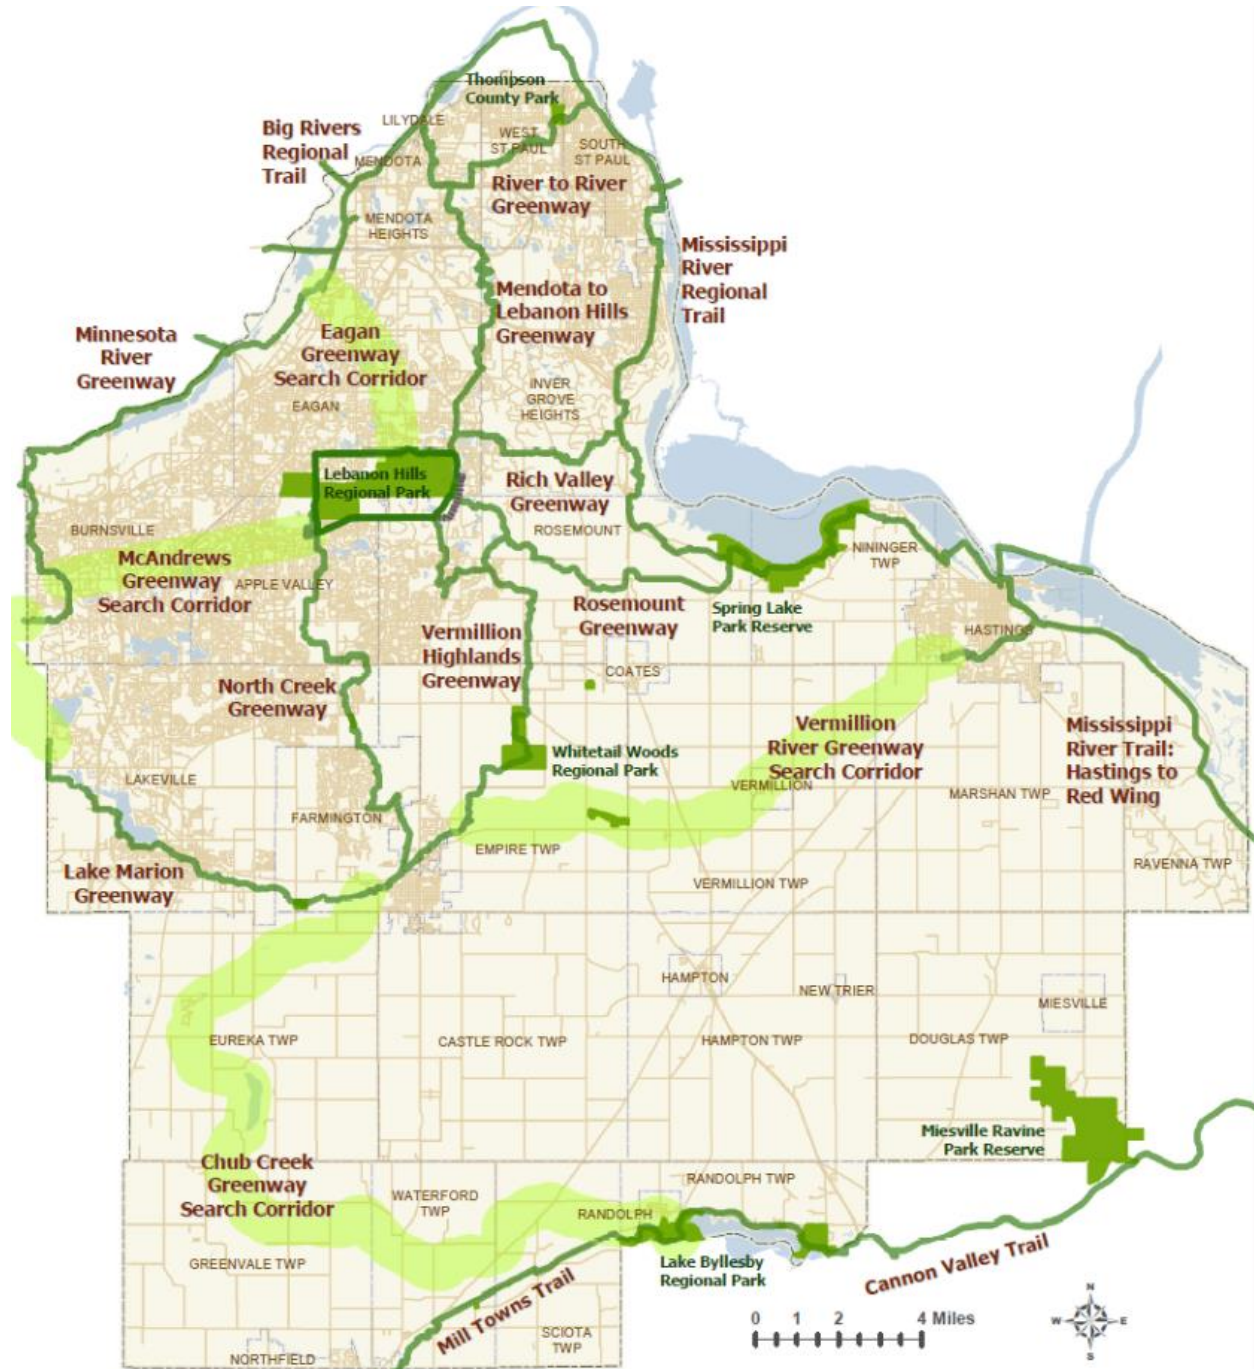 Thompson
County Park
LILYDALE
Big Rivers
Regional
Trail
WEST
ST PAUL
SOUTH
ST PAUL
MENDOTA
River to River
Greenway
MENDOTA
HEIGHTS
Mississippi
River
Regional
Trail
Mendota to
Lebanon Hills
Greenway
Minnesota
River
Greenway
Eagan
Greenway
Search Corridor
INVER
GROVE
HEIGHTS
EAGAN
Lebanon Hills
Regional Park
Rich Valley
Greenway
BURNSVILLE
ROSEMOUNT
McAndrews
Greenway
Search Corridor
APPLE VALLEY
NININGER
TWP
Rosemount
Greenway
Spring Lake
Park Reserve
Vermillion
Highlands
Greenway
HASTINGS
COATES
North Creek
Greenway
Vermillion
River Greenway
Search Corridor
Mississippi
River Trail:
Hastings to
Red Wing
Whitetail Woods
Regional Park
LAKEVILLE
VERMILLION
MARSHAN TWP
FARMINGTON
EMPIRE TWP
RAVENNA TWP
Lake Marion
Greenway
VERMILLION TWP
HAMPTON
NEW TRIER
MIESVILLE
EUREKA TWP
CASTLE ROCK TWP
HAMPTON TWP
DOUGLAS TWP
Miesville Ravine
Park Reserve
Chub Creek
Greenway
Search Corridor
WATERFORD
TWP
RANDOLPH TWP
RANDOLPH
GREENVALE TWP
Lake Byllesby
Regional Park
Cannon Valley Trail
Mill Towns Trail
SCIOTA
TWP
NORTHFIELD
0 1 2 4 Miles
N
W E
S